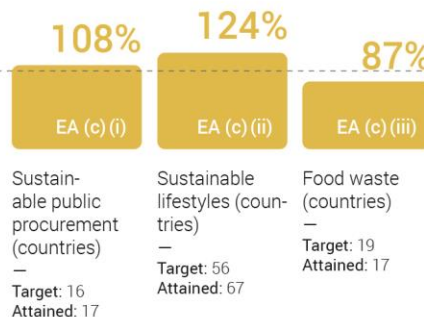 108%
EA (c) (i)
Sustain-
able public
procurement
(countries)
—
Target: 16
Attained: 17
124%
EA (c) (ii)
Sustainable
lifestyles (coun-
tries)
—
Target: 56
Attained: 67
87%
EA (c) (iii)
Food waste
(countries)
—
Target: 19
Attained: 17